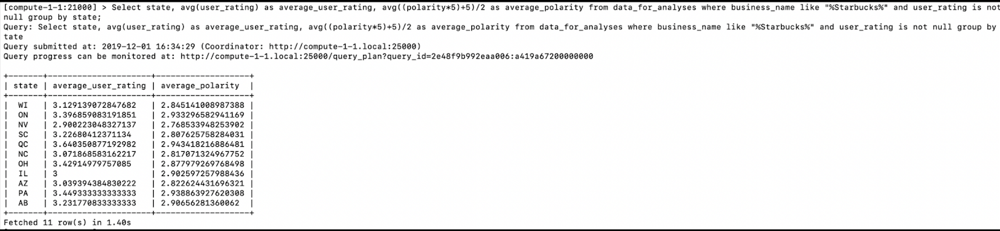 [compute-1-1:21000] > Select state, avg(user_rating) as average_user_rating, avg((polarity*5)+5)/2 as average_polarity from data_for_analyses where business_name like "%Starbucks%" and user_rating is not
null group by state;
Query: Select state, avg(user_rating) as average_user_rating, avg((polarity*5)+5)/2 as average_polarity from data_for_analyses where business_name like "%Starbucks%" and user_rating is not null group by
tate
Query submitted at: 2019-12-01 16:34:29 (Coordinator: http://compute-1-1.local:25000)
Query progress can be monitored at: http://compute-1-1.local:25000/query_plan?query_id=2e48f9b992eaa006:a419a67200000000
+-------+---------------------+-------------------+
| state | average_user_rating | average_polarity  |
+-------+---------------------+-------------------+
| WI | 3.129139072847682 | 2.845141008987388 |
| ON | 3.396859083191851 | 2.933296582941169 |
| NV | 2.900223048327137 | 2.768533948253902 |
| SC | 3.22680412371134 | 2.807625758284031 |
| QC | 3.640350877192982 | 2.943418216886481 |
| NC | 3.071868583162217 | 2.817071324967752 |
| OH | 3.42914979757085 | 2.877979269768498 |
| IL | 3 | 2.902597257988436 |
| AZ | 3.039394384830222 | 2.822624431696321 |
| PA | 3.449333333333333 | 2.938863927620308 |
| AB | 3.231770833333333 | 2.90656281360062 |
+-------+---------------------+-------------------+
Fetched 11 row(s) in 1.40s